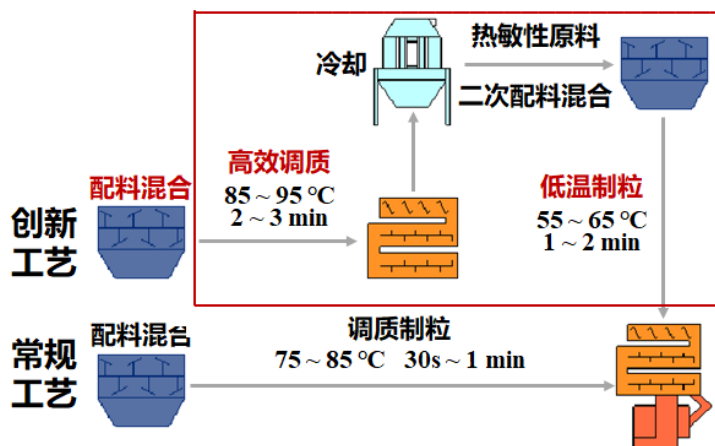 冷却
热敏性原料
二次配料混合
高效调质
85 ~ 95 ℃
2 ~ 3 min
低温制粒
55 ~ 65 ℃
1 ~ 2 min
配料混合
创新
工艺
常规
工艺
配料混合
调质制粒
75 ~ 85 ℃ 30s ~ 1 min